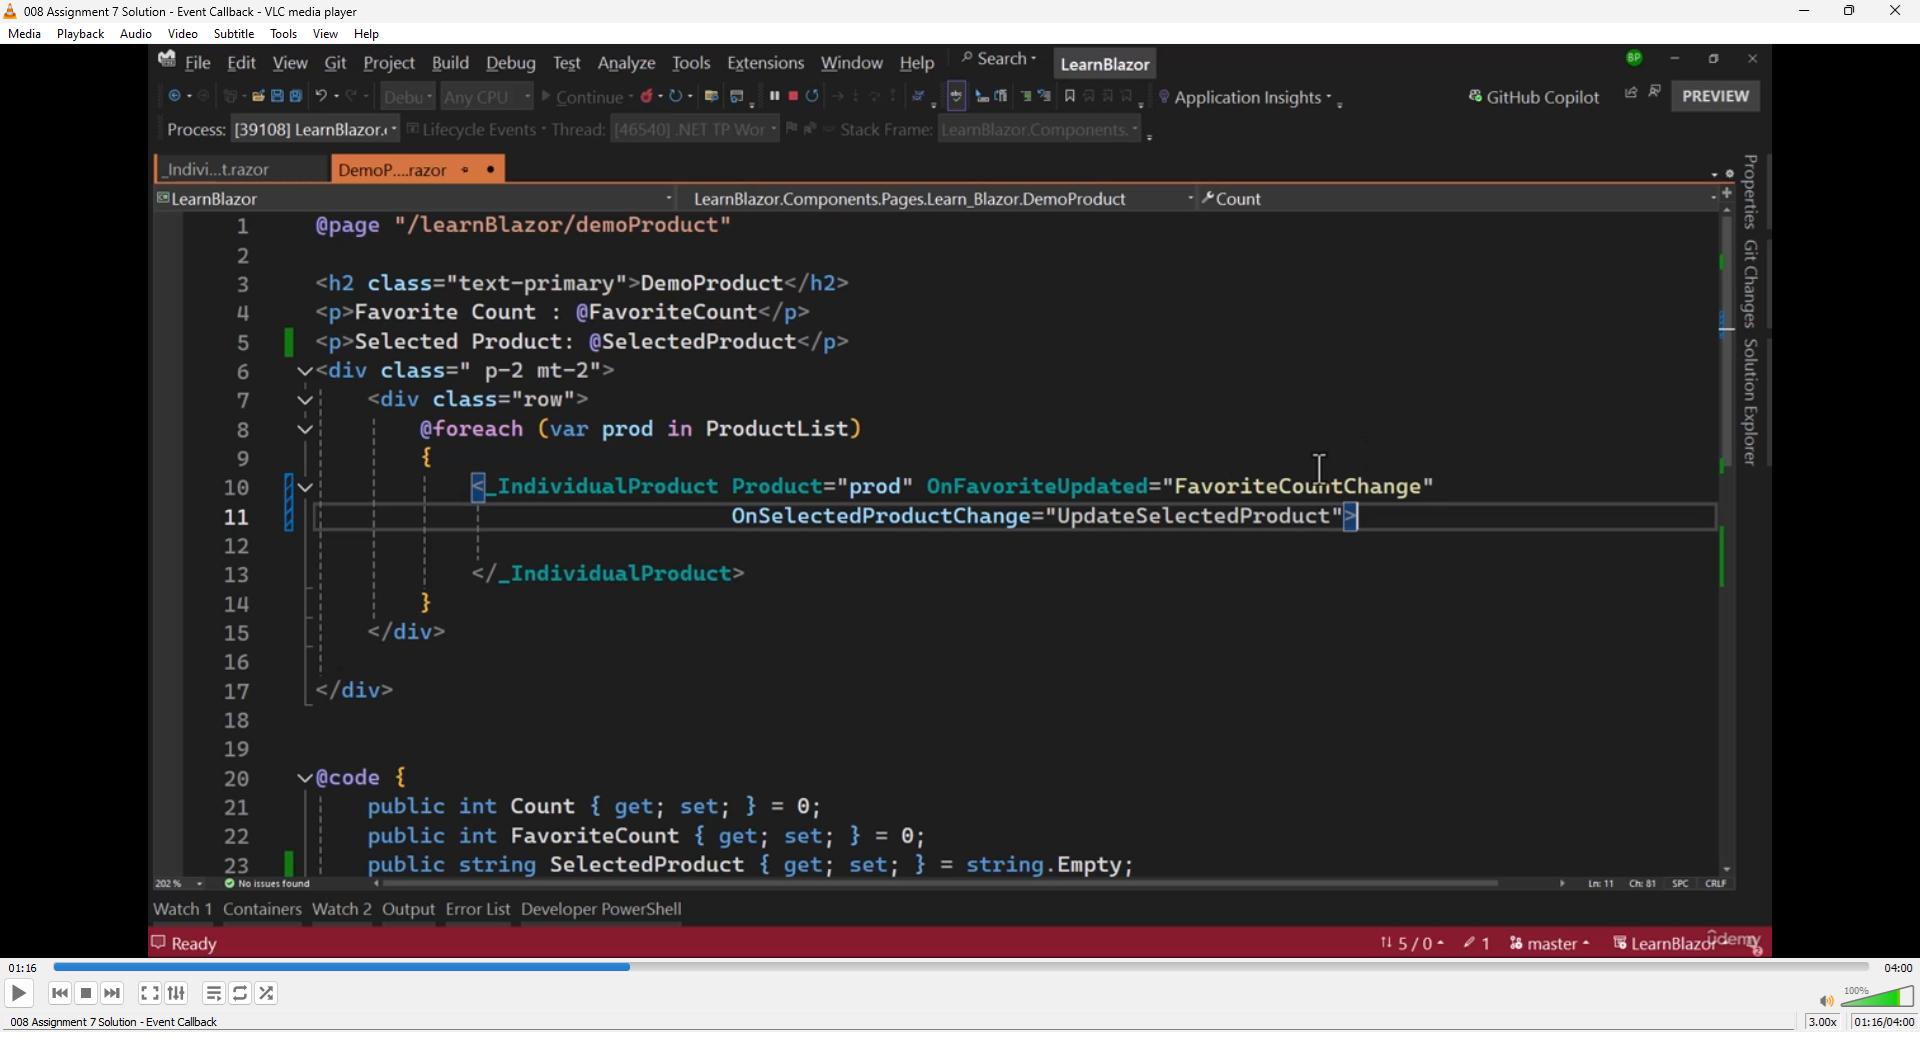 008 Assignment 7 Solution - Event Callback - VLC media player
Media Playback Audio Video Subtitle Tools View Help
File Edit View Git Project Build Debug Test Analyze Tools Extensions Window Help Search LearnBlazor BP
Debu Any CPU Continue Application Insights GitHub Copilot PREVIEW
Process: [39108] LearnBlazor.e Lifecycle Events Thread: [46540] .NET TP Wor Stack Frame: LearnBlazor.Components.
_Indivi...t.razor DemoP....razor
LearnBlazor LearnBlazor.Components.Pages.Learn_Blazor.DemoProduct Count
1 @page "/learnBlazor/demoProduct"
2
3 <h2 class="text-primary">DemoProduct</h2>
4 <p>Favorite Count : @FavoriteCount</p>
5 <p>Selected Product: @SelectedProduct</p>
6 <div class=" p-2 mt-2">
7 <div class="row">
8 @foreach (var prod in ProductList)
9 {
10 <_IndividualProduct Product="prod" OnFavoriteUpdated="FavoriteCountChange"
11 OnSelectedProductChange="UpdateSelectedProduct">
12
13 </_IndividualProduct>
14 }
15 </div>
16
17 </div>
18
19
20 @code {
21 public int Count { get; set; } = 0;
22 public int FavoriteCount { get; set; } = 0;
23 public string SelectedProduct { get; set; } = string.Empty;
Properties
Git Changes
Solution Explorer
202 % No issues found Ln: 11 Ch: 81 SPC CRLF
Watch 1 Containers Watch 2 Output Error List Developer PowerShell
Ready 5 / 0 1 master LearnBlazor 2
udemy
01:16 04:00
100%
008 Assignment 7 Solution - Event Callback 3.00x 01:16/04:00